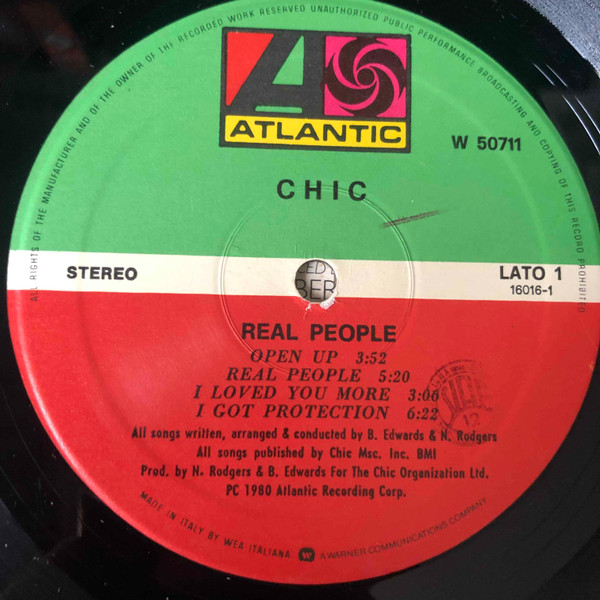 ALL RIGHTS OF THE MANUFACTURER AND OF THE OWNER OF THE RECORDED WORK RESERVED UNAUTHORIZED PUBLIC PERFORMANCE BROADCASTING AND COPYING OF THIS RECORD PROHIBITED
ATLANTIC
W 50711
CHIC
STEREO
LATO 1
16016-1
BER
REAL PEOPLE
OPEN UP 3:52
REAL PEOPLE 5:20
I LOVED YOU MORE 3:06
I GOT PROTECTION 6:22
12
All songs written, arranged & conducted by B. Edwards & N. Rodgers
All songs published by Chic Msc. Inc. BMI
Prod. by N. Rodgers & B. Edwards For The Chic Organization Ltd.
PC 1980 Atlantic Recording Corp.
MADE IN ITALY BY WEA ITALIANA W A WARNER COMMUNICATIONS COMPANY